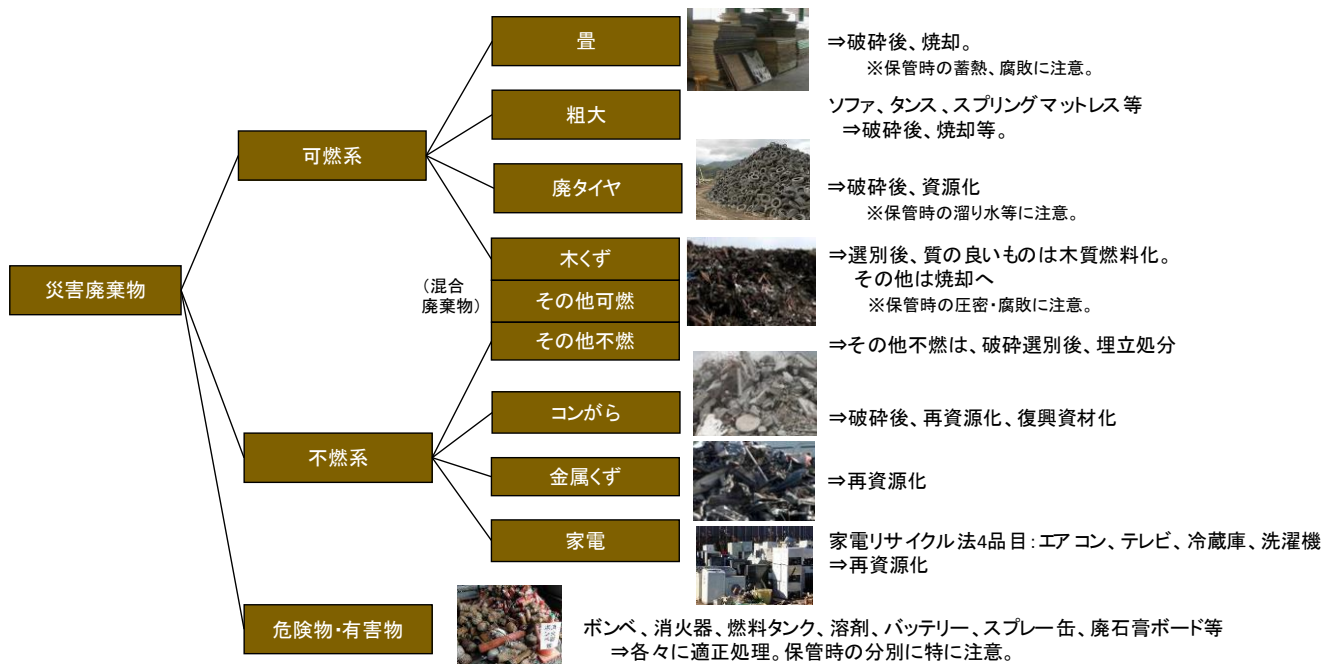 災害廃棄物
可燃系
不燃系
危険物・有害物
(混合
廃棄物)
畳
⇒破砕後、焼却。
※保管時の蓄熱、腐敗に注意。
粗大
ソファ、タンス、スプリングマットレス等
⇒破砕後、焼却等。
廃タイヤ
⇒破砕後、資源化
※保管時の溜り水等に注意。
木くず
その他可燃
⇒選別後、質の良いものは木質燃料化。
その他は焼却へ
※保管時の圧密・腐敗に注意。
その他不燃
⇒その他不燃は、破砕選別後、埋立処分
コンがら
⇒破砕後、再資源化、復興資材化
金属くず
⇒再資源化
家電
家電リサイクル法4品目：エアコン、テレビ、冷蔵庫、洗濯機
⇒再資源化
ボンベ、消火器、燃料タンク、溶剤、バッテリー、スプレー缶、廃石膏ボード等
⇒各々に適正処理。保管時の分別に特に注意。